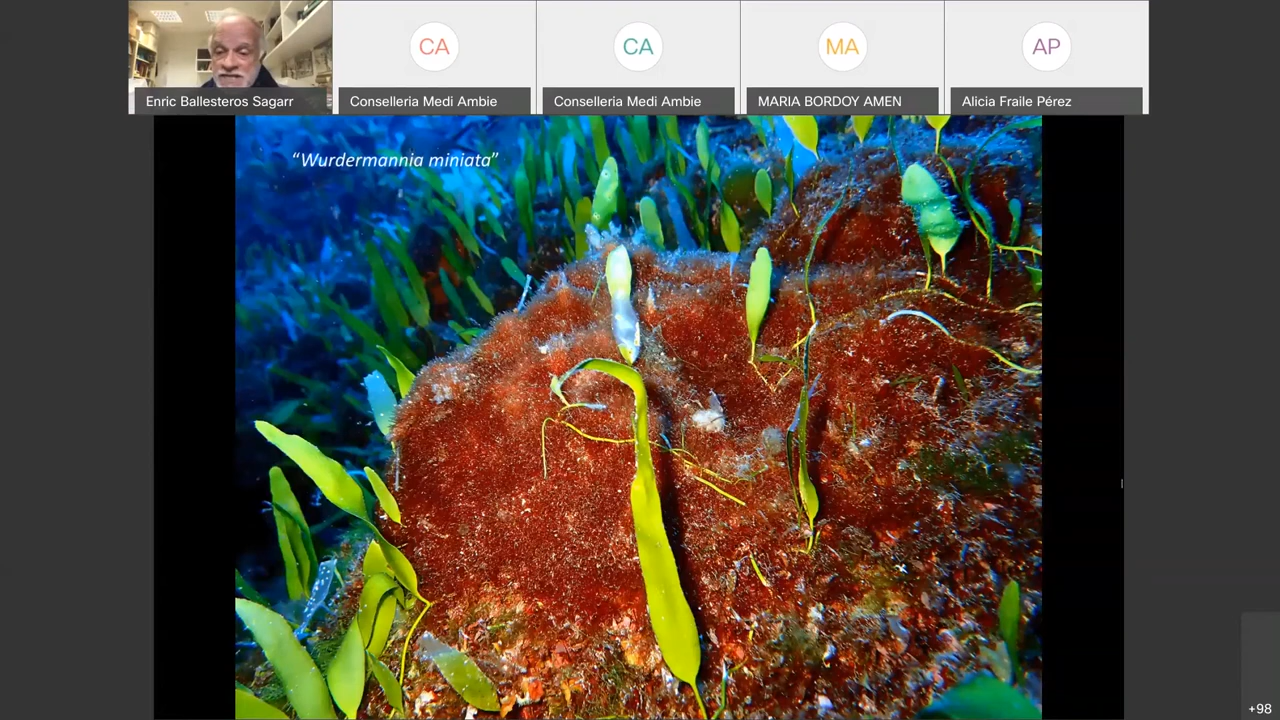 CA
CA
MA
AP
Enric Ballesteros Sagarr
Conselleria Medi Ambie
Conselleria Medi Ambie
MARIA BORDOY AMEN
Alicia Fraile Pérez
“Wurdermannia miniata”
+98